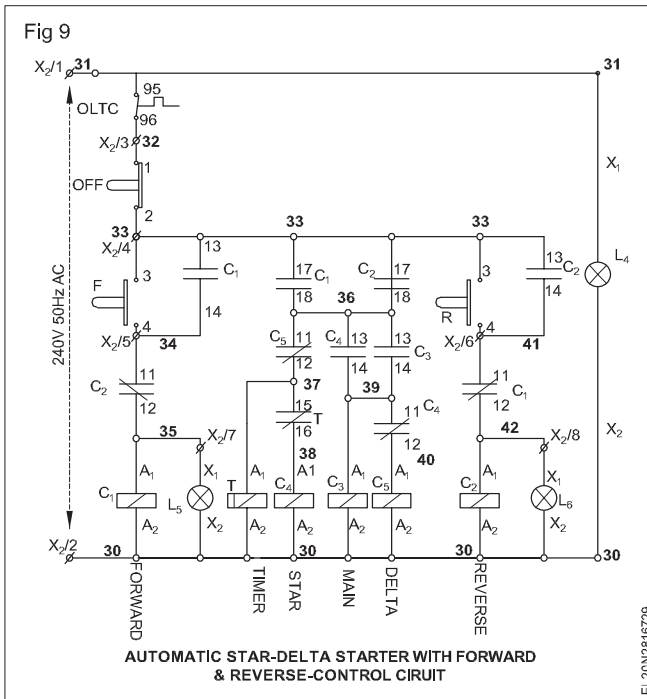 Fig 9
X2/1 31 31
95
OLTC
96
X2/3 32
1
OFF
2
33 33 33
X2/4
X1
3 13 C1 17 C1 C2 17 3 13 C2
F 14 18 18 R 14
L4
36
4
X2/5 34
4
X2/6 41
240V 50Hz AC
C5 11 12 C4 13 14 13 14 C3
37 39
C2 11 12
11 12 C1
15 16 T
11 12 C4
35 X2/7
38 40
42 X2/8
X2
C1 A1 A2
X1 L5 X2
T A1 A2
C4 A1 A2
C3 A1 A2
C5 A1 A2
C2 A1 A2
X1 L6 X2
X2/2 30 30 30 30
FORWARD
TIMER
STAR
MAIN
DELTA
REVERSE
AUTOMATIC STAR-DELTA STARTER WITH FORWARD
& REVERSE-CONTROL CIRUIT